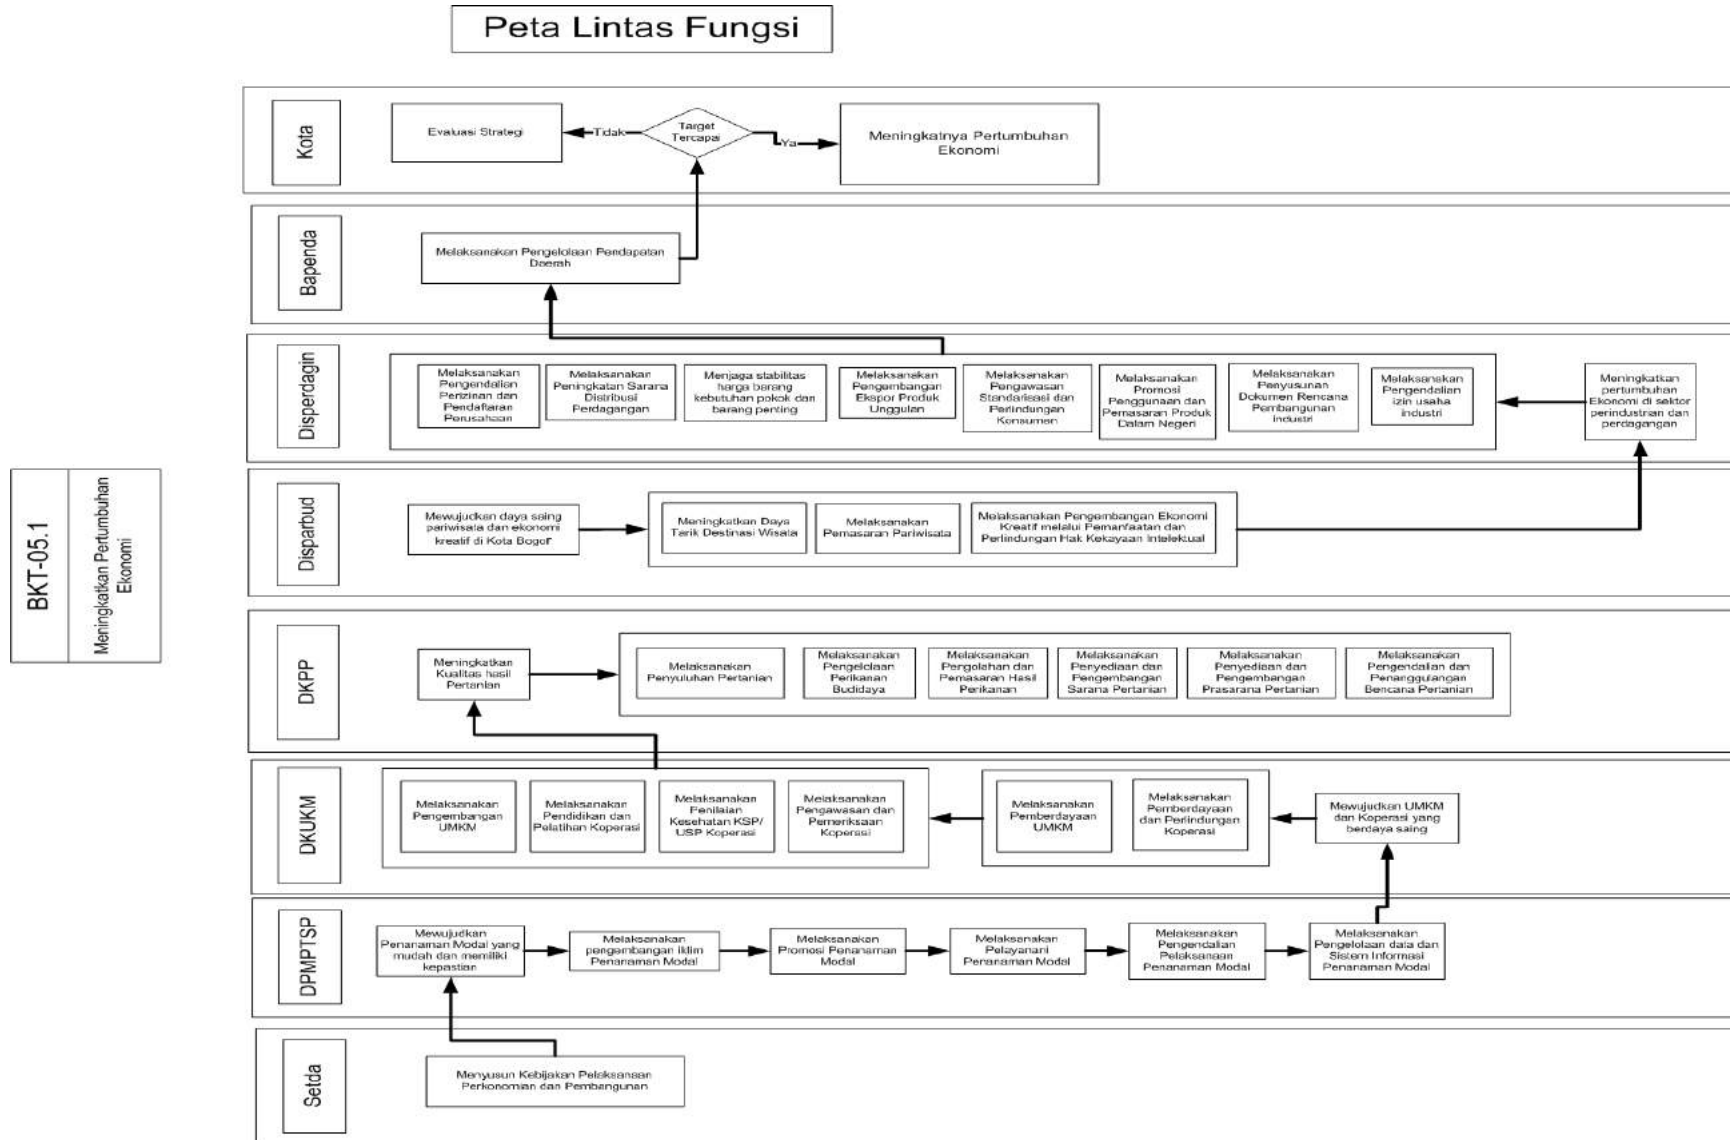 Peta Lintas Fungsi
BKT-05.1
Meningkatkan Pertumbuhan
Ekonomi
Kota
Evaluasi Strategi
Tidak
Target
Tercapai
Ya
Meningkatnya Pertumbuhan
Ekonomi
Bapenda
Melaksanakan Pengelolaan Pendapatan
Daerah
Disperdagin
Melaksanakan
Pengendalian
Perizinan dan
Pendaftaran
Perusahaan
Melaksanakan
Peningkatan Sarana
Distribusi
Perdagangan
Menjaga stabilitas
harga barang
kebutuhan pokok dan
barang penting
Melaksanakan
Pengembangan
Ekspor Produk
Unggulan
Melaksanakan
Pengawasan
Standarisasi dan
Perlindungan
Konsumen
Melaksanakan
Promosi
Penggunaan dan
Pemasaran Produk
Dalam Negeri
Melaksanakan
Penyusunan
Dokumen Rencana
Pembangunan
industri
Melaksanakan
Pengendalian
izin usaha
industri
Meningkatkan
pertumbuhan
Ekonomi di sektor
perindustrian dan
perdagangan
Disparbud
Mewujudkan daya saing
pariwisata dan ekonomi
kreatif di Kota Bogor
Meningkatkan Daya
Tarik Destinasi Wisata
Melaksanakan
Pemasaran Pariwisata
Melaksanakan Pengembangan Ekonomi
Kreatif melalui Pemanfaatan dan
Perlindungan Hak Kekayaan Intelektual
DKPP
Meningkatkan
Kualitas hasil
Pertanian
Melaksanakan
Penyuluhan Pertanian
Melaksanakan
Pengelolaan
Perikanan
Budidaya
Melaksanakan
Pengolahan dan
Pemasaran Hasil
Perikanan
Melaksanakan
Penyediaan dan
Pengembangan
Sarana Pertanian
Melaksanakan
Penyediaan dan
Pengembangan
Prasarana Pertanian
Melaksanakan
Pengendalian dan
Penanggulangan
Bencana Pertanian
DKUKM
Melaksanakan
Pengembangan
UMKM
Melaksanakan
Pendidikan dan
Pelatihan Koperasi
Melaksanakan
Penilaian
Kesehatan KSP/
USP Koperasi
Melaksanakan
Pengawasan dan
Pemeriksaan
Koperasi
Melaksanakan
Pemberdayaan
UMKM
Melaksanakan
Pemberdayaan
dan Perlindungan
Koperasi
Mewujudkan UMKM
dan Koperasi yang
berdaya saing
DPMPTSP
Mewujudkan
Penanaman Modal yang
mudah dan memiliki
kepastian
Melaksanakan
pengembangan iklim
Penanaman Modal
Melaksanakan
Promosi Penanaman
Modal
Melaksanakan
Pelayanani
Penanaman Modal
Melaksanakan
Pengendalian
Pelaksanaan
Penanaman Modal
Melaksanakan
Pengelolaan data dan
Sistem Informasi
Penanaman Modal
Setda
Menyusun Kebijakan Pelaksanaan
Perkonomian dan Pembangunan